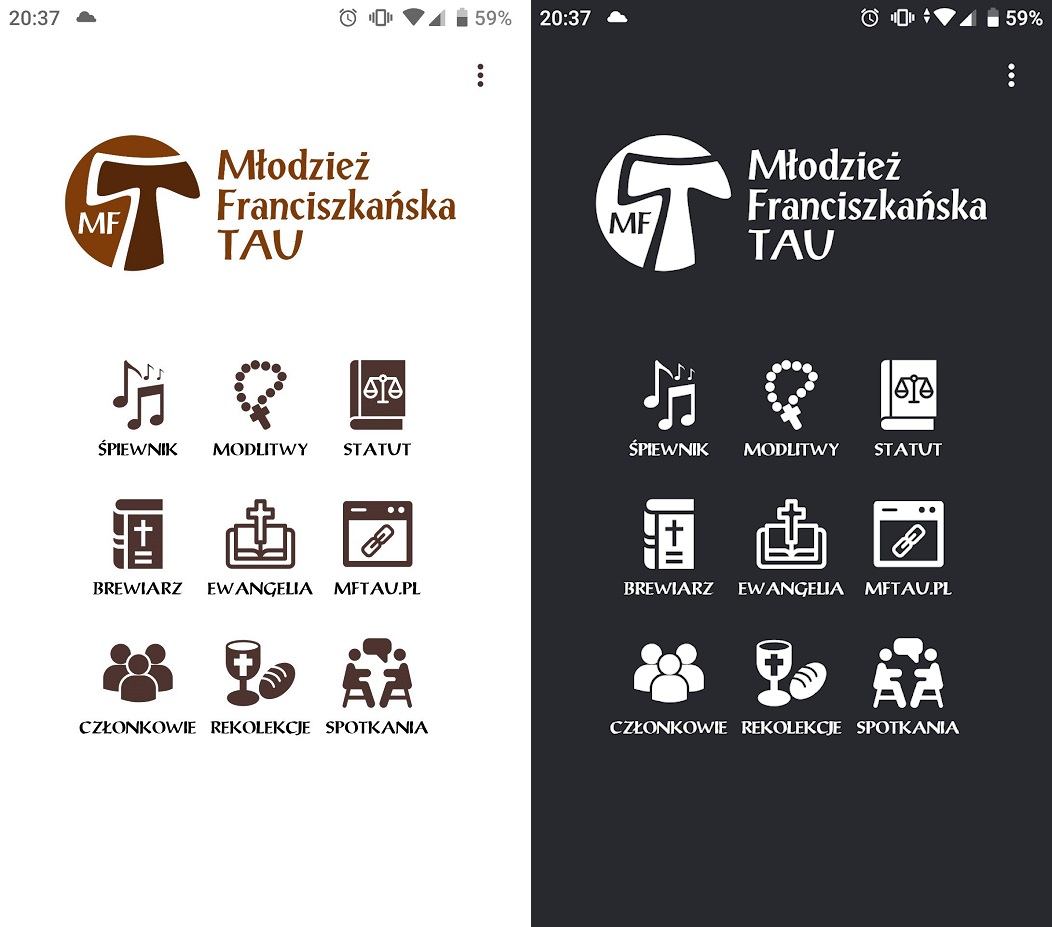 20:37 59%
MF
Młodzież
Franciszkańska
TAU
ŚPIEWNIK MODLITWY STATUT
BREWIARZ EWANGELIA MFTAU.PL
CZŁONKOWIE REKOLEKCJE SPOTKANIA
20:37 59%
MF
Młodzież
Franciszkańska
TAU
ŚPIEWNIK MODLITWY STATUT
BREWIARZ EWANGELIA MFTAU.PL
CZŁONKOWIE REKOLEKCJE SPOTKANIA